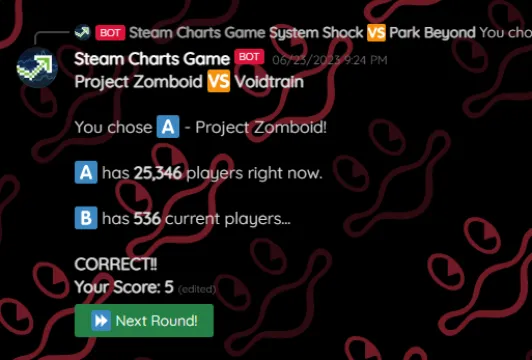 BOT Steam Charts Game System Shock VS Park Beyond You cho
Steam Charts Game BOT 06/23/2023 9:24 PM
Project Zomboid VS Voidtrain
You chose A - Project Zomboid!
A has 25,346 players right now.
B has 536 current players...
CORRECT!!
Your Score: 5 (edited)
Next Round!